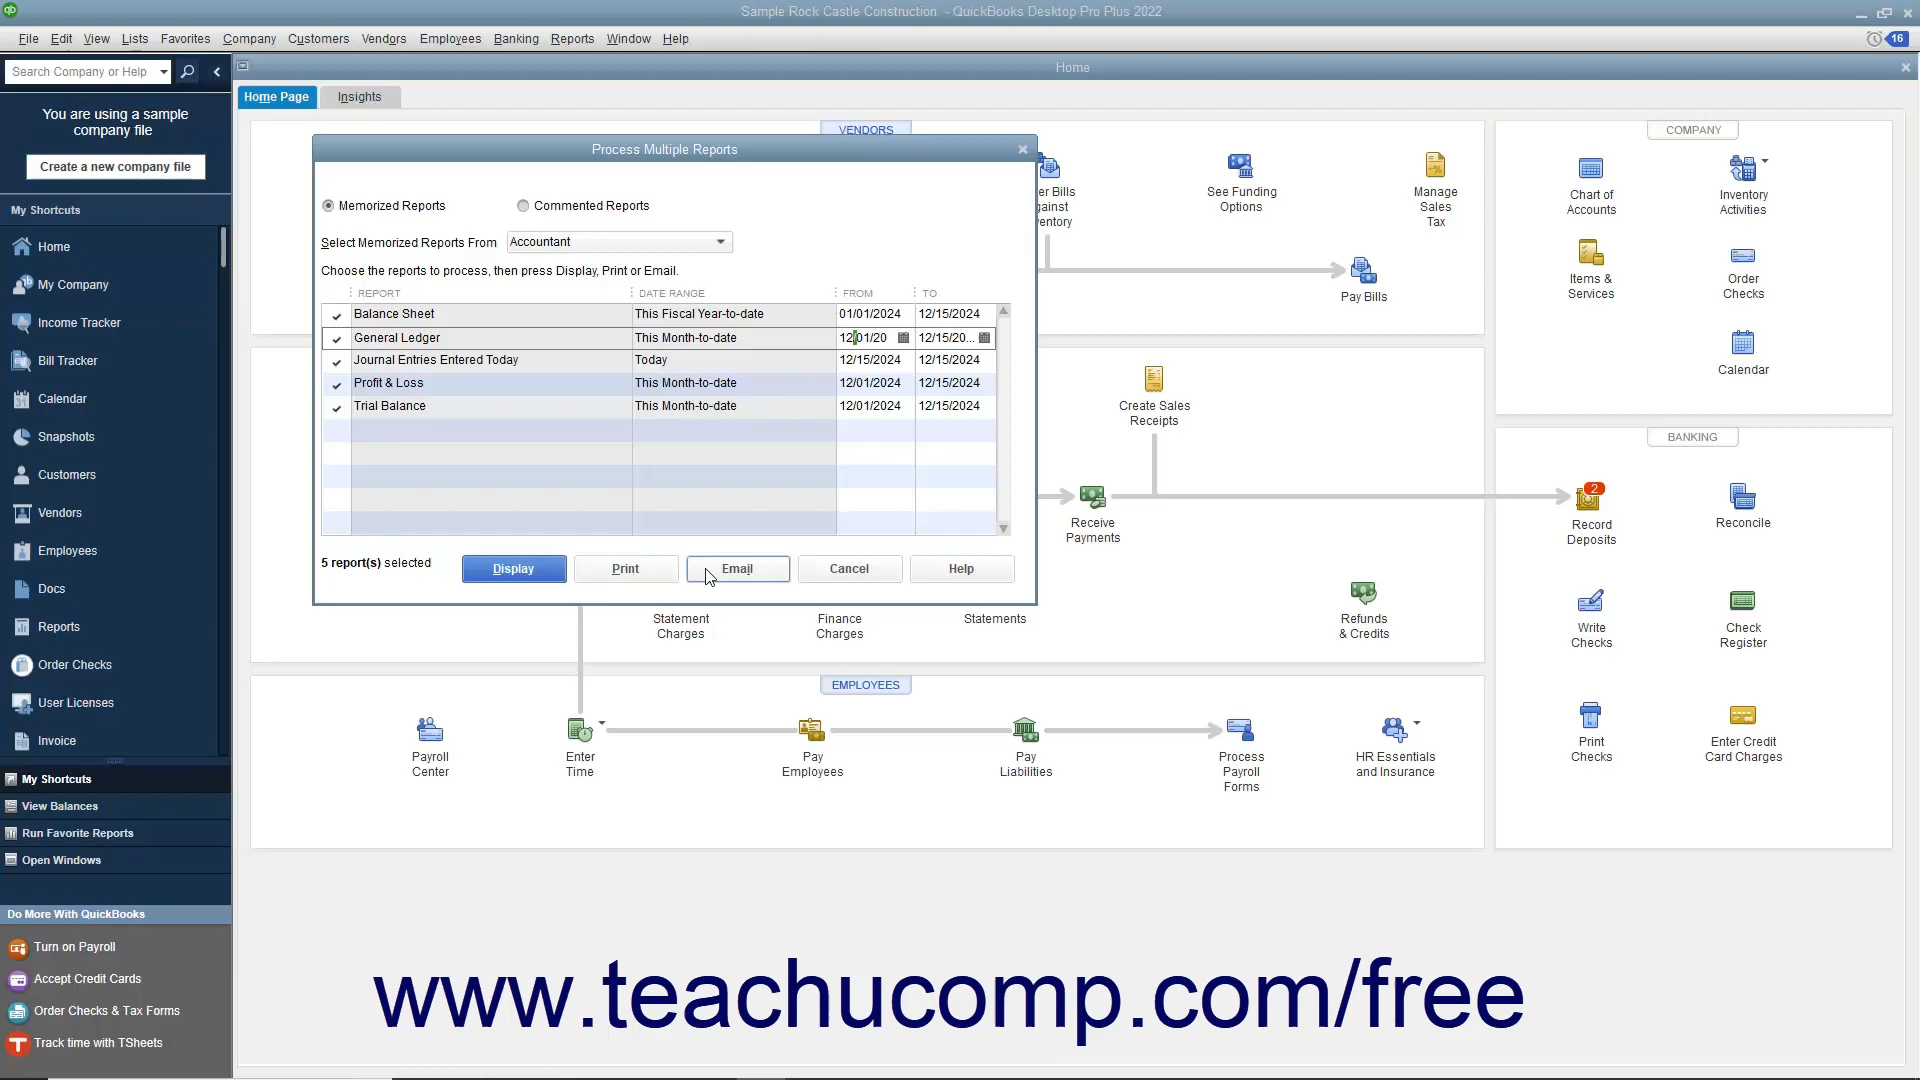 Sample Rock Castle Construction - QuickBooks Desktop Pro Plus 2022
File Edit View Lists Favorites Company Customers Vendors Employees Banking Reports Window Help
16
Search Company or Help
Home
Home Page
Insights
You are using a sample
company file
Create a new company file
My Shortcuts
Home
My Company
Income Tracker
Bill Tracker
Calendar
Snapshots
Customers
Vendors
Employees
Docs
Reports
Order Checks
User Licenses
Invoice
My Shortcuts
View Balances
Run Favorite Reports
Open Windows
Do More With QuickBooks
Turn on Payroll
Accept Credit Cards
Order Checks & Tax Forms
Track time with TSheets
VENDORS
Process Multiple Reports
Memorized Reports
Commented Reports
Select Memorized Reports From
Accountant
Choose the reports to process, then press Display, Print or Email.
REPORT DATE RANGE FROM TO
Balance Sheet This Fiscal Year-to-date 01/01/2024 12/15/2024
General Ledger This Month-to-date 12/01/20 12/15/20...
Journal Entries Entered Today Today 12/15/2024 12/15/2024
Profit & Loss This Month-to-date 12/01/2024 12/15/2024
Trial Balance This Month-to-date 12/01/2024 12/15/2024
5 report(s) selected
Display
Print
Email
Cancel
Help
er Bills
gainst
ventory
See Funding
Options
Manage
Sales
Tax
Pay Bills
Create Sales
Receipts
Receive
Payments
Statement
Charges
Finance
Charges
Statements
Refunds
& Credits
EMPLOYEES
Payroll
Center
Enter
Time
Pay
Employees
Pay
Liabilities
Process
Payroll
Forms
HR Essentials
and Insurance
COMPANY
Chart of
Accounts
Inventory
Activities
Items &
Services
Order
Checks
Calendar
BANKING
2
Record
Deposits
Reconcile
Write
Checks
Check
Register
Print
Checks
Enter Credit
Card Charges
www.teachucomp.com/free